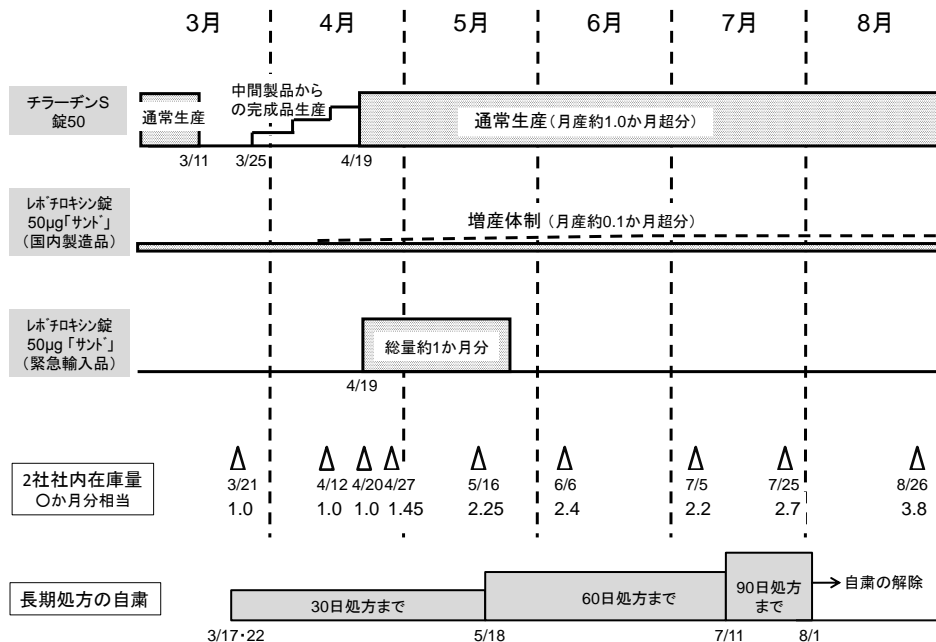 3月 4月 5月 6月 7月 8月
チラーヂンS
錠50
通常生産
中間製品から
の完成品生産
通常生産(月産約1.0か月超分)
3/11 3/25 4/19
レボチロキシン錠
50μg「サンド」
(国内製造品)
増産体制(月産約0.1か月超分)
レボチロキシン錠
50μg「サンド」
(緊急輸入品)
総量約1か月分
4/19
2社社内在庫量
〇か月分相当
3/21 4/12 4/20 4/27 5/16 6/6 7/5 7/25 8/26
1.0 1.0 1.0 1.45 2.25 2.4 2.2 2.7 3.8
長期処方の自粛
30日処方まで
60日処方まで
90日処方
まで
自粛の解除
3/17・22 5/18 7/11 8/1